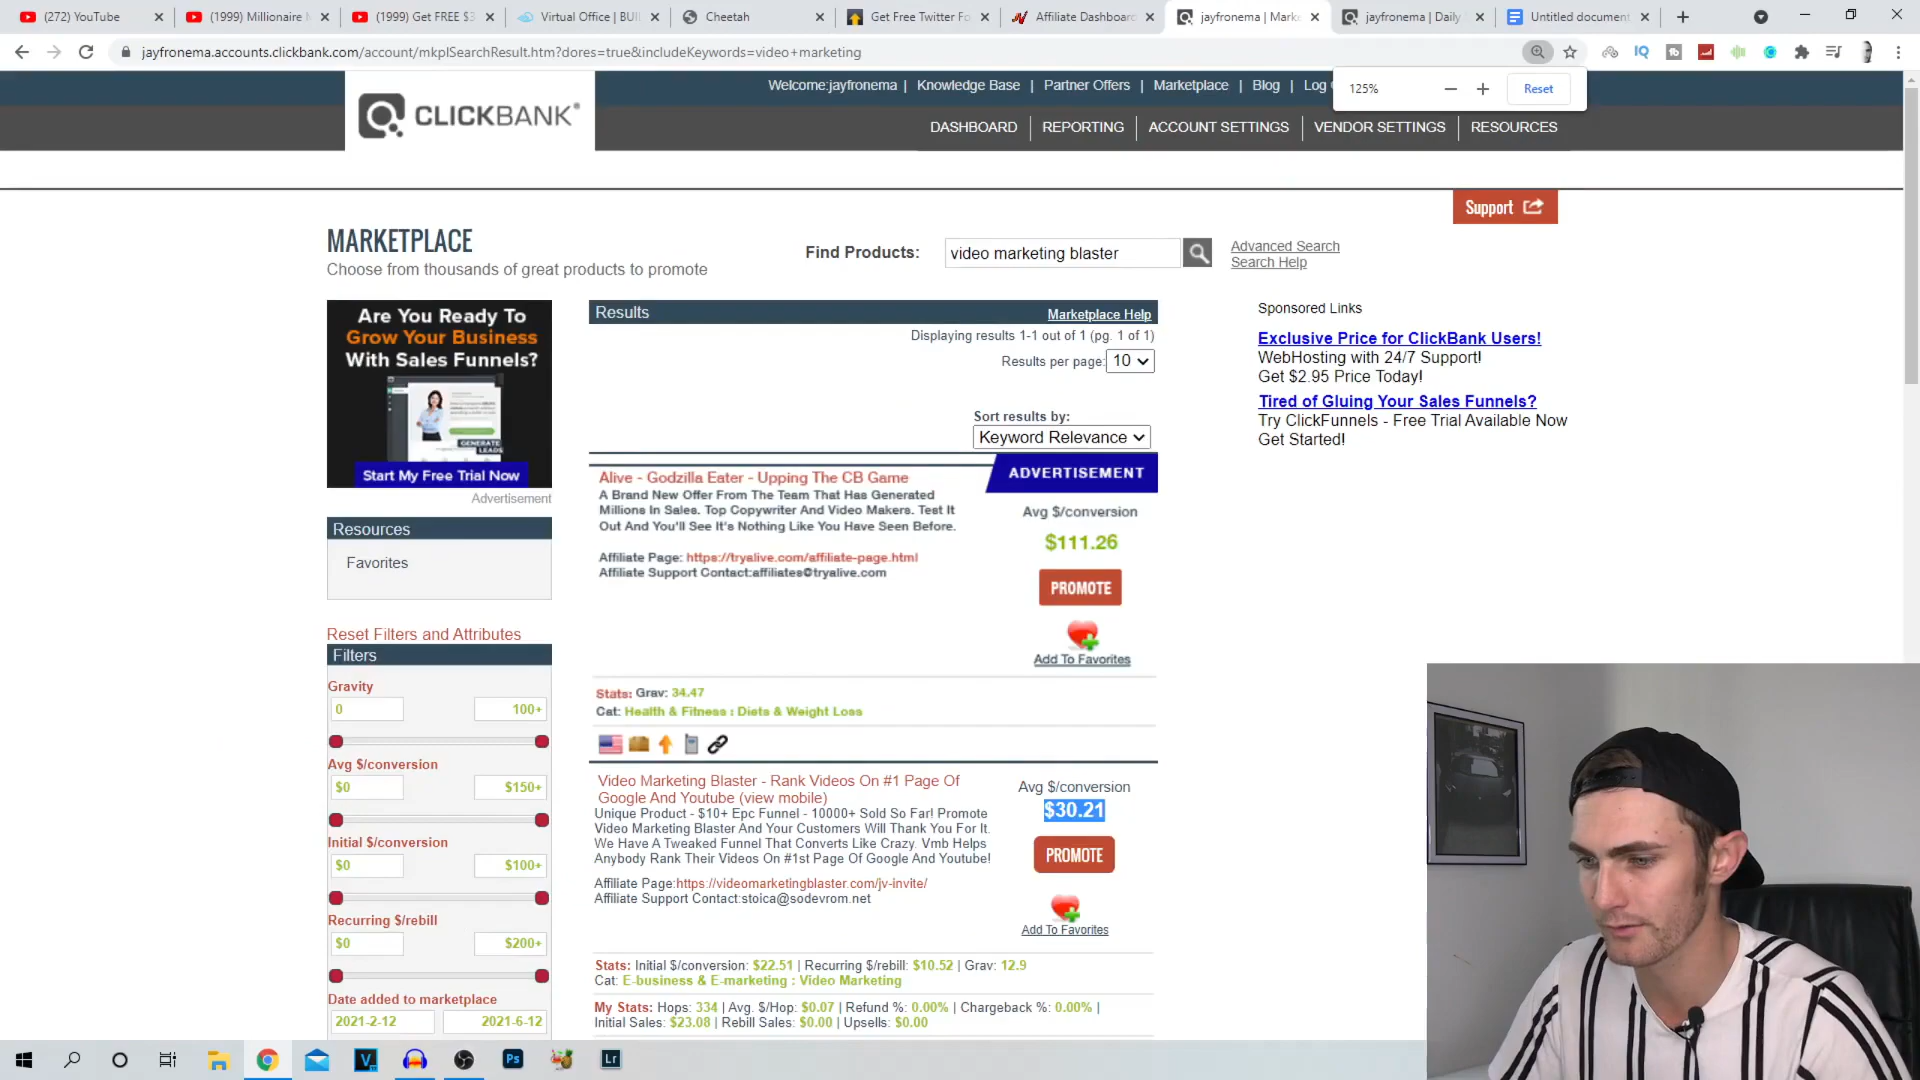 (272) YouTube
(1999) Millionaire
(1999) Get FREE $3
Virtual Office | BUI
Cheetah
Get Free Twitter Fo
Affiliate Dashboard
jayfronema | Mark
jayfronema | Daily
Untitled document
jayfronema.accounts.clickbank.com/account/mkplSearchResult.htm?dores=true&includeKeywords=video+marketing
125%
Reset
Welcome:jayfronema | Knowledge Base | Partner Offers | Marketplace | Blog | Log
CLICKBANK
DASHBOARD | REPORTING | ACCOUNT SETTINGS | VENDOR SETTINGS | RESOURCES
Support
MARKETPLACE
Choose from thousands of great products to promote
Find Products:
video marketing blaster
Advanced Search
Search Help
Are You Ready To
Grow Your Business
With Sales Funnels?
GENERATE
LEADS
Start My Free Trial Now
Advertisement
Resources
Favorites
Reset Filters and Attributes
Filters
Gravity
0 100+
Avg $/conversion
$0 $150+
Initial $/conversion
$0 $100+
Recurring $/rebill
$0 $200+
Date added to marketplace
2021-2-12 2021-6-12
Results
Marketplace Help
Displaying results 1-1 out of 1 (pg. 1 of 1)
Results per page: 10
Sort results by:
Keyword Relevance
ADVERTISEMENT
Alive - Godzilla Eater - Upping The CB Game
A Brand New Offer From The Team That Has Generated
Millions In Sales. Top Copywriter And Video Makers. Test It
Out And You'll See It's Nothing Like You Have Seen Before.
Affiliate Page: https://tryalive.com/affiliate-page.html
Affiliate Support Contact:affiliates@tryalive.com
Avg $/conversion
$111.26
PROMOTE
Add To Favorites
Stats: Grav: 34.47
Cat: Health & Fitness : Diets & Weight Loss
Video Marketing Blaster - Rank Videos On #1 Page Of
Google And Youtube (view mobile)
Unique Product - $10+ Epc Funnel - 10000+ Sold So Far! Promote
Video Marketing Blaster And Your Customers Will Thank You For It.
We Have A Tweaked Funnel That Converts Like Crazy. Vmb Helps
Anybody Rank Their Videos On #1st Page Of Google And Youtube!
Affiliate Page:https://videomarketingblaster.com/jv-invite/
Affiliate Support Contact:stoica@sodevrom.net
Avg $/conversion
$30.21
PROMOTE
Add To Favorites
Stats: Initial $/conversion: $22.51 | Recurring $/rebill: $10.52 | Grav: 12.9
Cat: E-business & E-marketing : Video Marketing
My Stats: Hops: 334 | Avg. $/Hop: $0.07 | Refund %: 0.00% | Chargeback %: 0.00% |
Initial Sales: $23.08 | Rebill Sales: $0.00 | Upsells: $0.00
Sponsored Links
Exclusive Price for ClickBank Users!
WebHosting with 24/7 Support!
Get $2.95 Price Today!
Tired of Gluing Your Sales Funnels?
Try ClickFunnels - Free Trial Available Now
Get Started!
IQ
tb
V
Ps
Lr